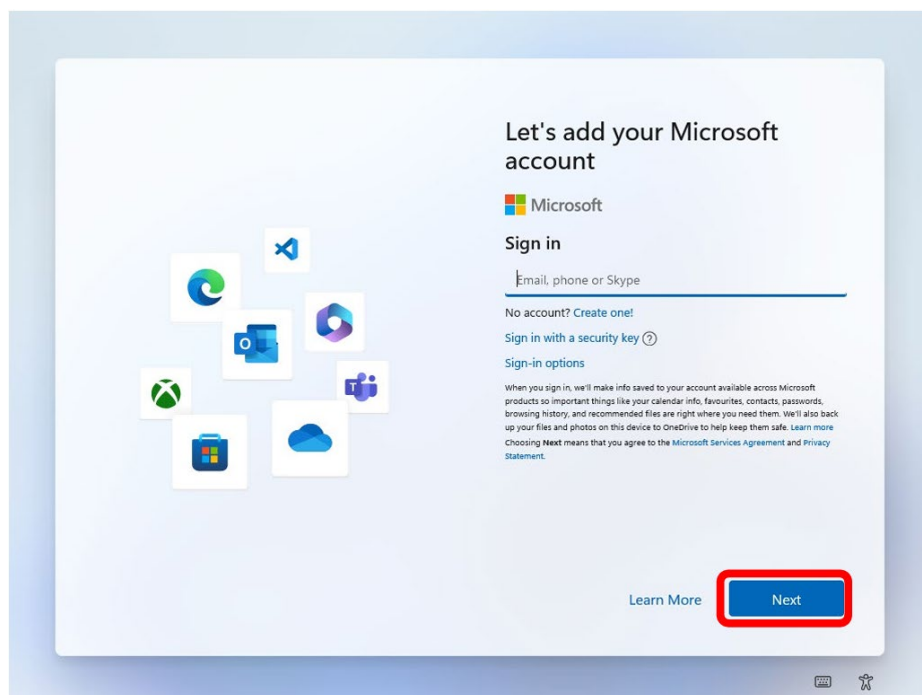 Let's add your Microsoft
account
Microsoft
Sign in
Email, phone or Skype
No account? Create one!
Sign in with a security key
Sign-in options
When you sign in, we'll make info saved to your account available across Microsoft
products so important things like your calendar info, favourites, contacts, passwords,
browsing history, and recommended files are right where you need them. We'll also back
up your files and photos on this device to OneDrive to help keep them safe. Learn more
Choosing Next means that you agree to the Microsoft Services Agreement and Privacy
Statement.
Learn More
Next